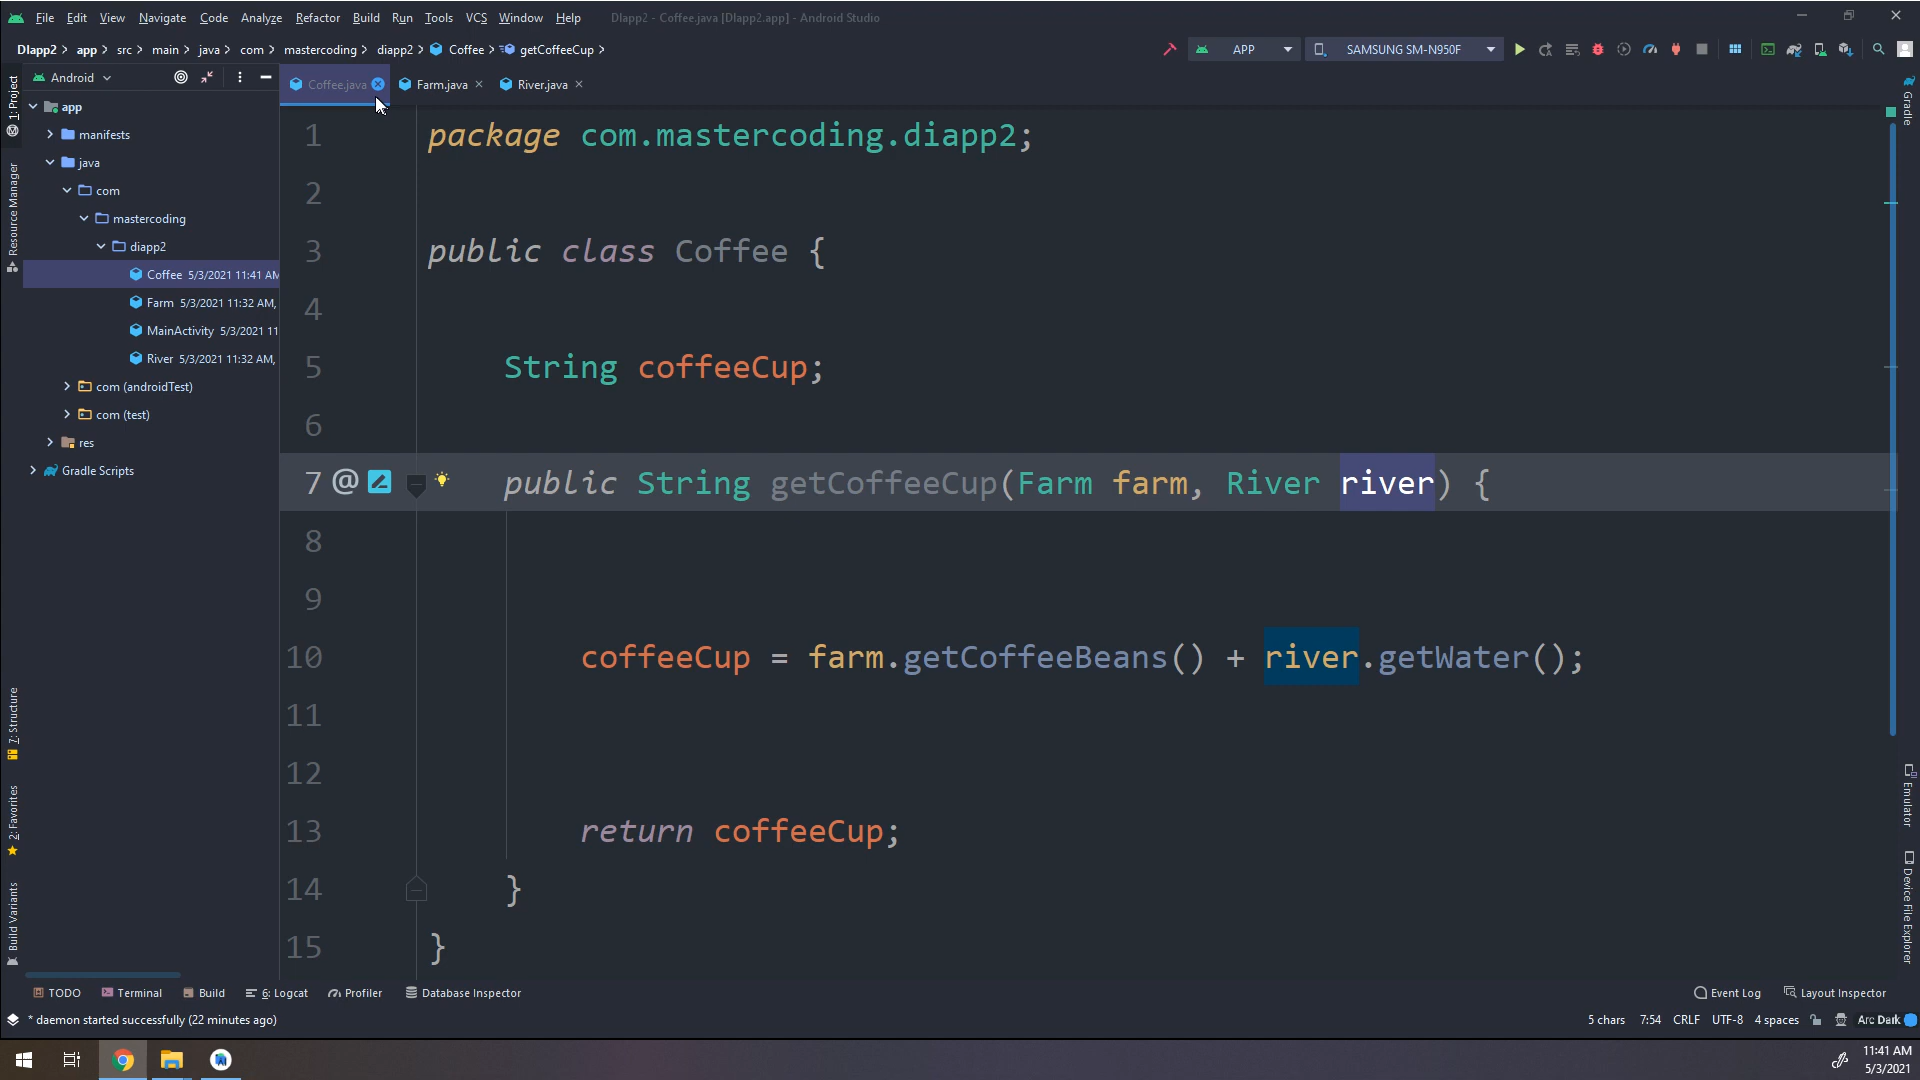 File Edit View Navigate Code Analyze Refactor Build Run Tools VCS Window Help DIapp2 - Coffee.java [DIapp2.app] - Android Studio
DIapp2 > app > src > main > java > com > mastercoding > diapp2 > Coffee > getCoffeeCup >
APP
SAMSUNG SM-N950F
1: Project
Resource Manager
7: Structure
2: Favorites
Build Variants
Android
app
manifests
java
com
mastercoding
diapp2
Coffee 5/3/2021 11:41 AM
Farm 5/3/2021 11:32 AM,
MainActivity 5/3/2021 11
River 5/3/2021 11:32 AM,
com (androidTest)
com (test)
res
Gradle Scripts
Coffee.java Farm.java River.java
1 package com.mastercoding.diapp2;
2
3 public class Coffee {
4
5 String coffeeCup;
6
7 @ public String getCoffeeCup(Farm farm, River river) {
8
9
10 coffeeCup = farm.getCoffeeBeans() + river.getWater();
11
12
13 return coffeeCup;
14 }
15 }
Gradle
Emulator
Device File Explorer
TODO Terminal Build 6: Logcat Profiler Database Inspector Event Log Layout Inspector
* daemon started successfully (22 minutes ago) 5 chars 7:54 CRLF UTF-8 4 spaces Arc Dark
11:41 AM
5/3/2021